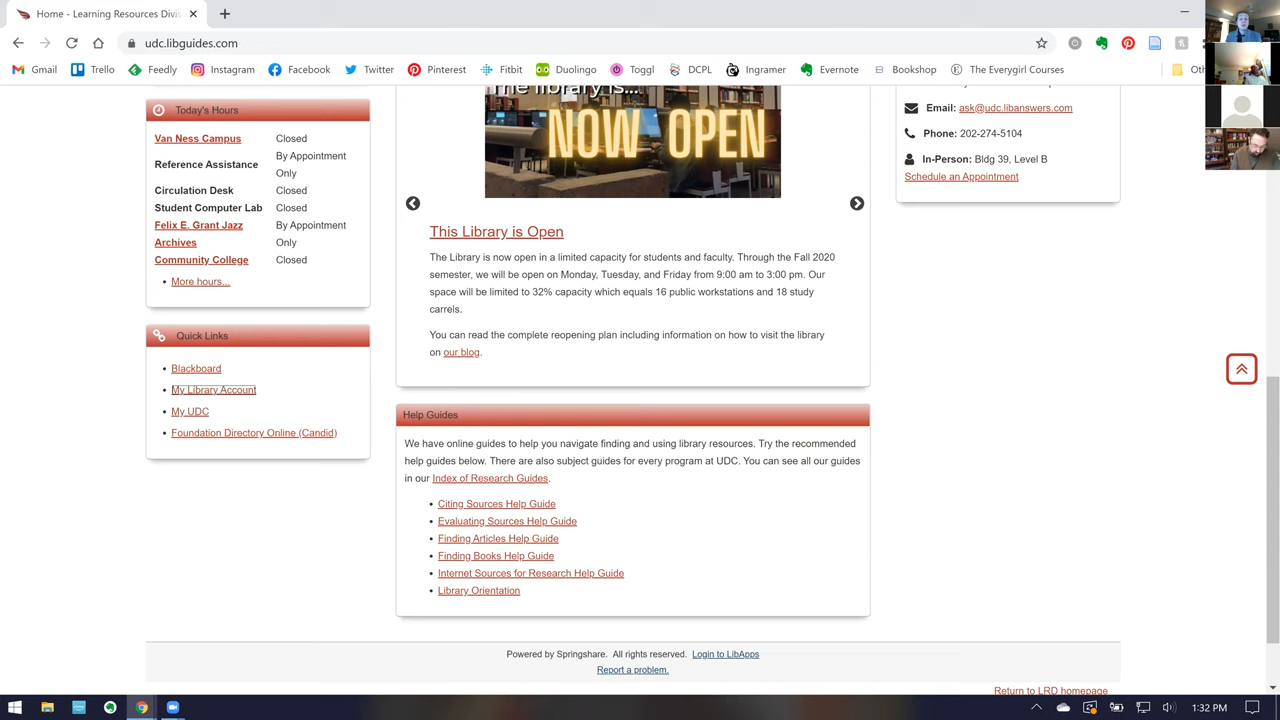 Home - Learning Resources Divis
udc.libguides.com
Gmail Trello Feedly Instagram Facebook Twitter Pinterest Fitbit Duolingo Toggl DCPL Ingramer Evernote Bookshop The Everygirl Courses
Today's Hours
Van Ness Campus Closed
Reference Assistance By Appointment Only
Circulation Desk Closed
Student Computer Lab Closed
Felix E. Grant Jazz Archives By Appointment Only
Community College Closed
More hours...
Quick Links
Blackboard
My Library Account
My UDC
Foundation Directory Online (Candid)
The library is...
NOW OPEN
This Library is Open
The Library is now open in a limited capacity for students and faculty. Through the Fall 2020
semester, we will be open on Monday, Tuesday, and Friday from 9:00 am to 3:00 pm. Our
space will be limited to 32% capacity which equals 16 public workstations and 18 study
carrels.
You can read the complete reopening plan including information on how to visit the library
on our blog.
Help Guides
We have online guides to help you navigate finding and using library resources. Try the recommended
help guides below. There are also subject guides for every program at UDC. You can see all our guides
in our Index of Research Guides.
Citing Sources Help Guide
Evaluating Sources Help Guide
Finding Articles Help Guide
Finding Books Help Guide
Internet Sources for Research Help Guide
Library Orientation
Email: ask@udc.libanswers.com
Phone: 202-274-5104
In-Person: Bldg 39, Level B
Schedule an Appointment
Powered by Springshare. All rights reserved. Login to LibApps
Report a problem.
Return to LRD homepage
1:32 PM